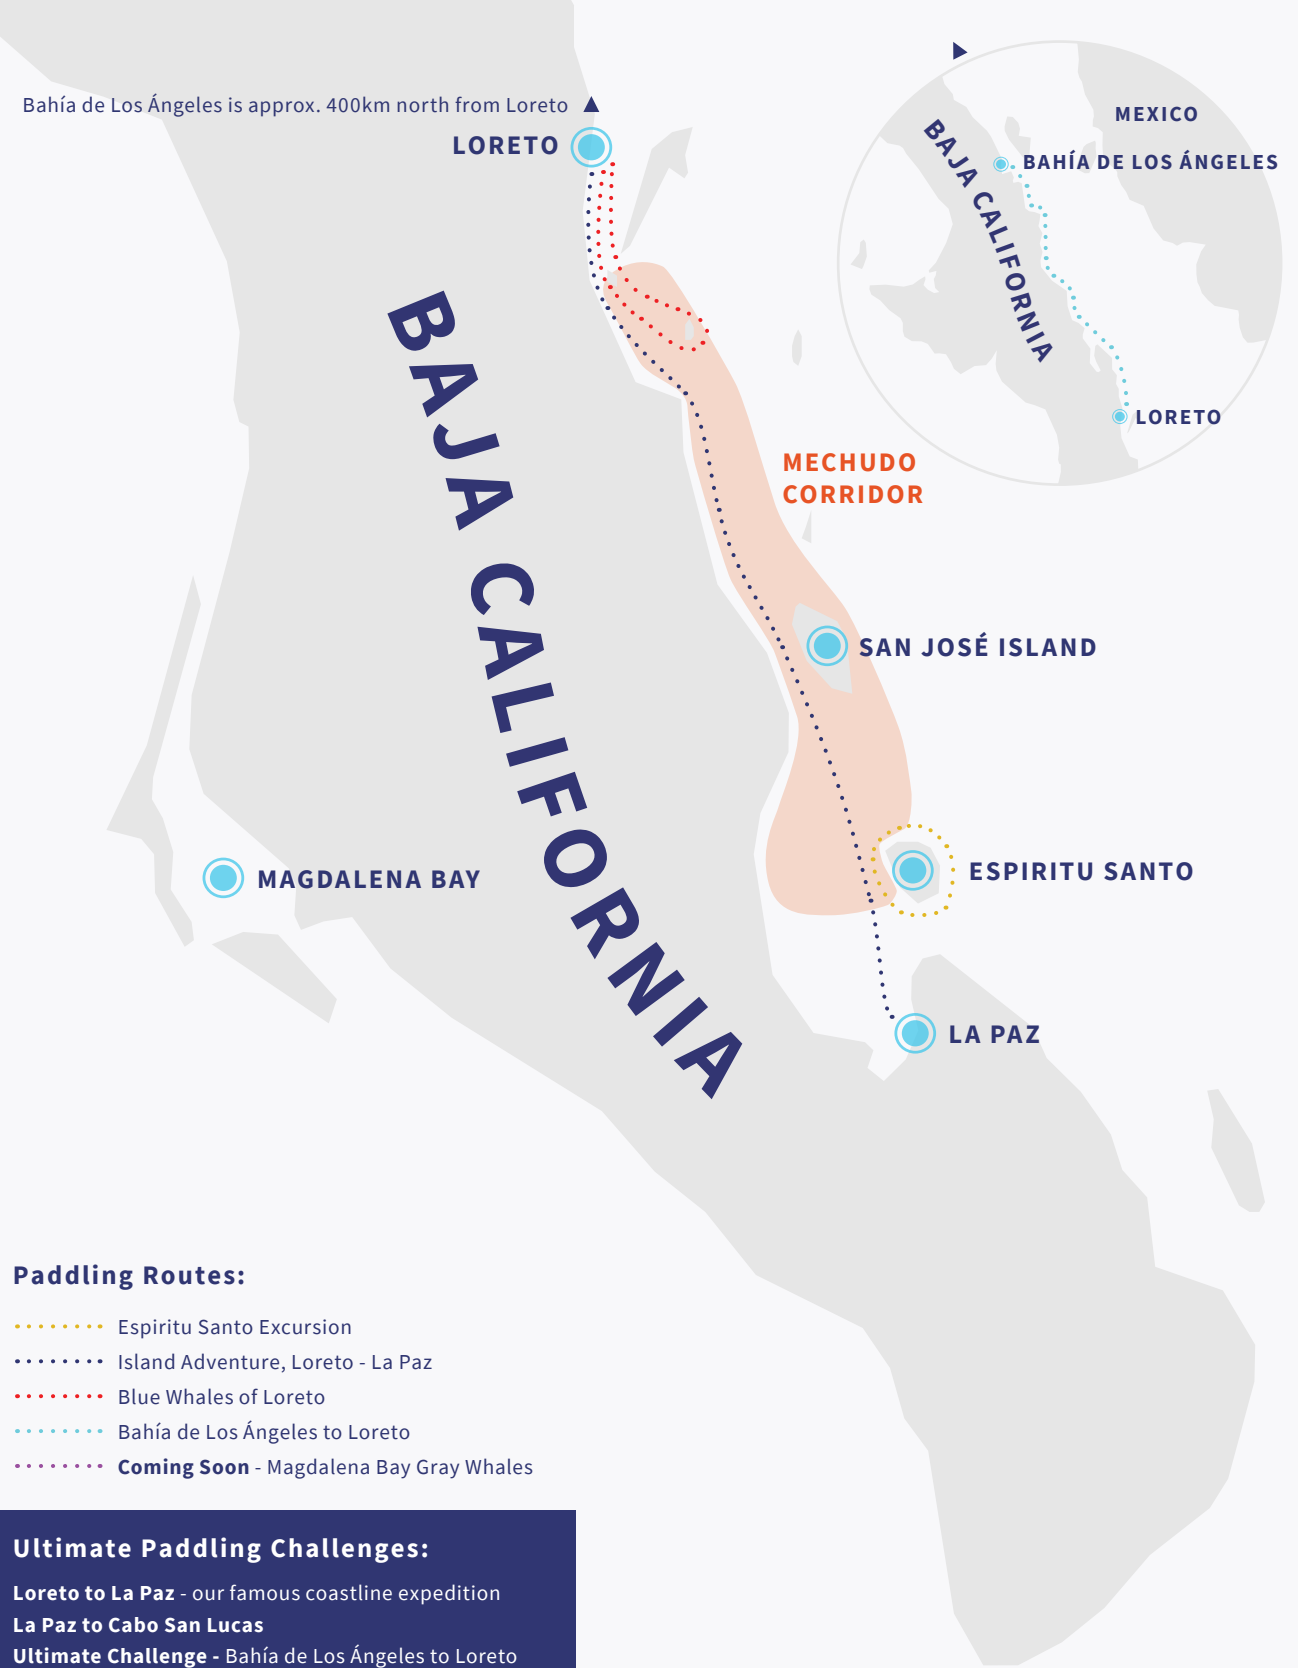 Bahía de Los Ángeles is approx. 400km north from Loreto
LORETO
MEXICO
BAHÍA DE LOS ÁNGELES
BAJA CALIFORNIA
LORETO
BAJA CALIFORNIA
MECHUDO
CORRIDOR
SAN JOSÉ ISLAND
ESPIRITU SANTO
MAGDALENA BAY
LA PAZ
Paddling Routes:
Espiritu Santo Excursion
Island Adventure, Loreto - La Paz
Blue Whales of Loreto
Bahía de Los Ángeles to Loreto
Coming Soon - Magdalena Bay Gray Whales
Ultimate Paddling Challenges:
Loreto to La Paz - our famous coastline expedition
La Paz to Cabo San Lucas
Ultimate Challenge - Bahía de Los Ángeles to Loreto